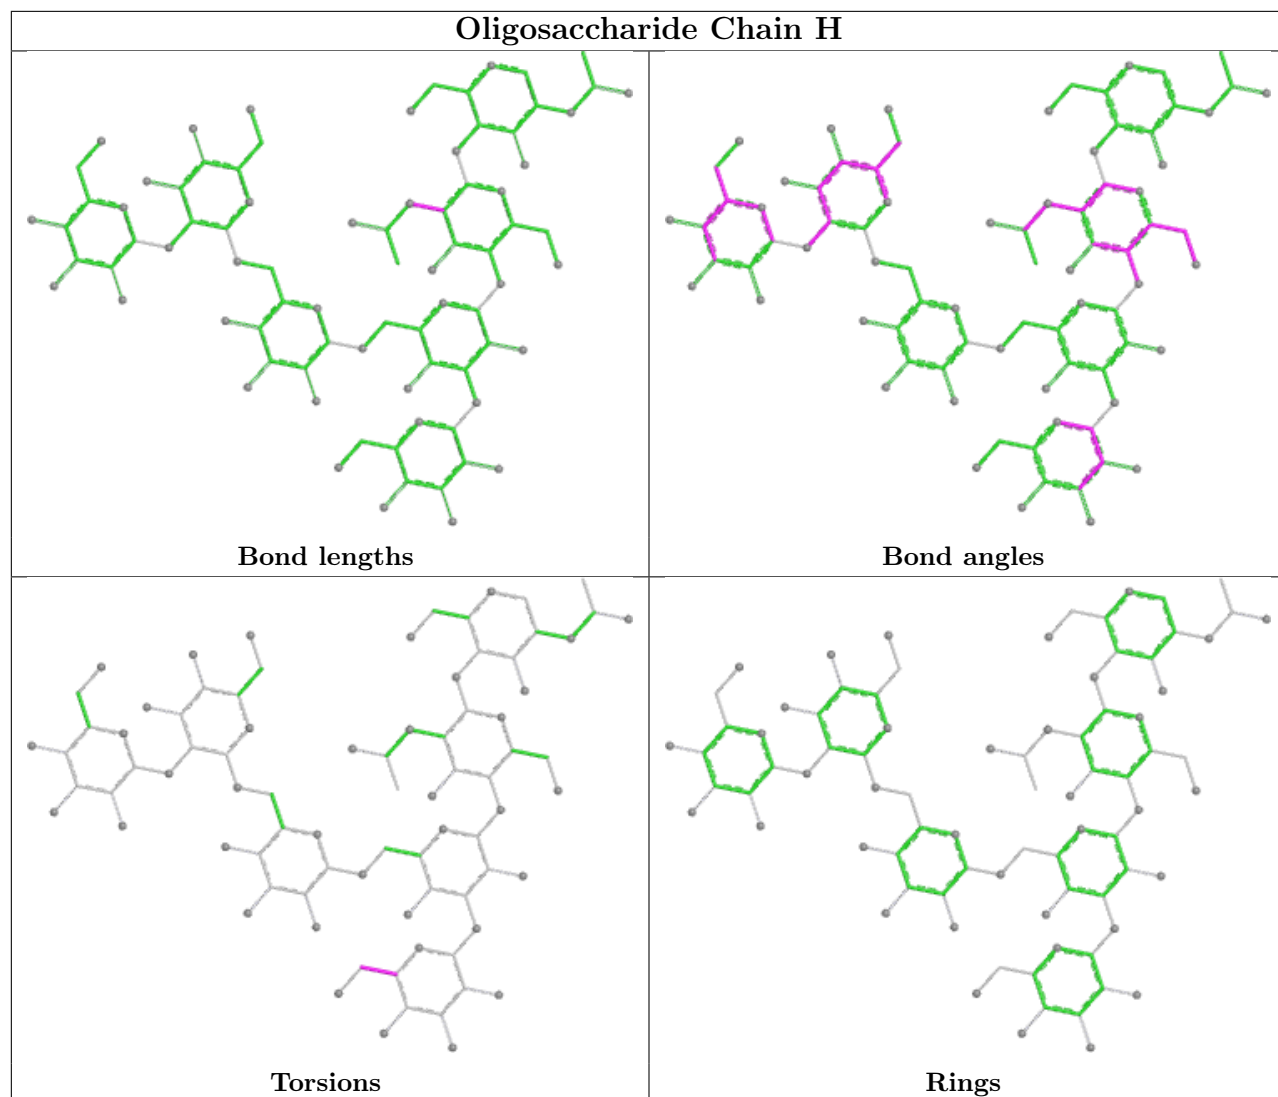 Oligosaccharide Chain H
Bond lengths
Bond angles
Torsions
Rings